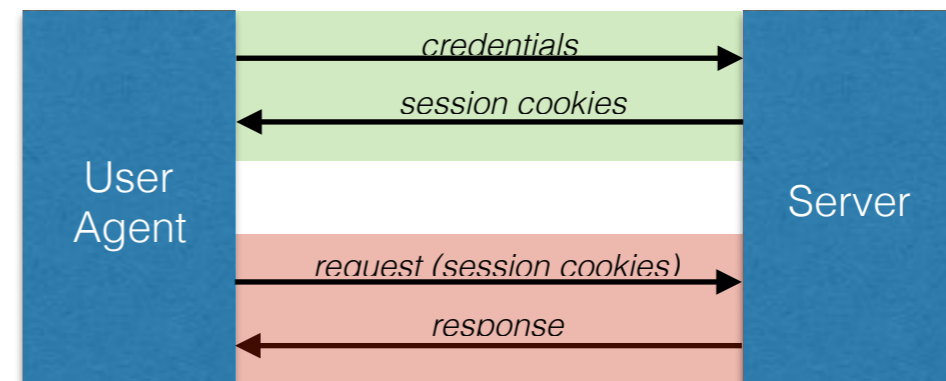 credentials
session cookies
User
Agent
Server
request (session cookies)
response